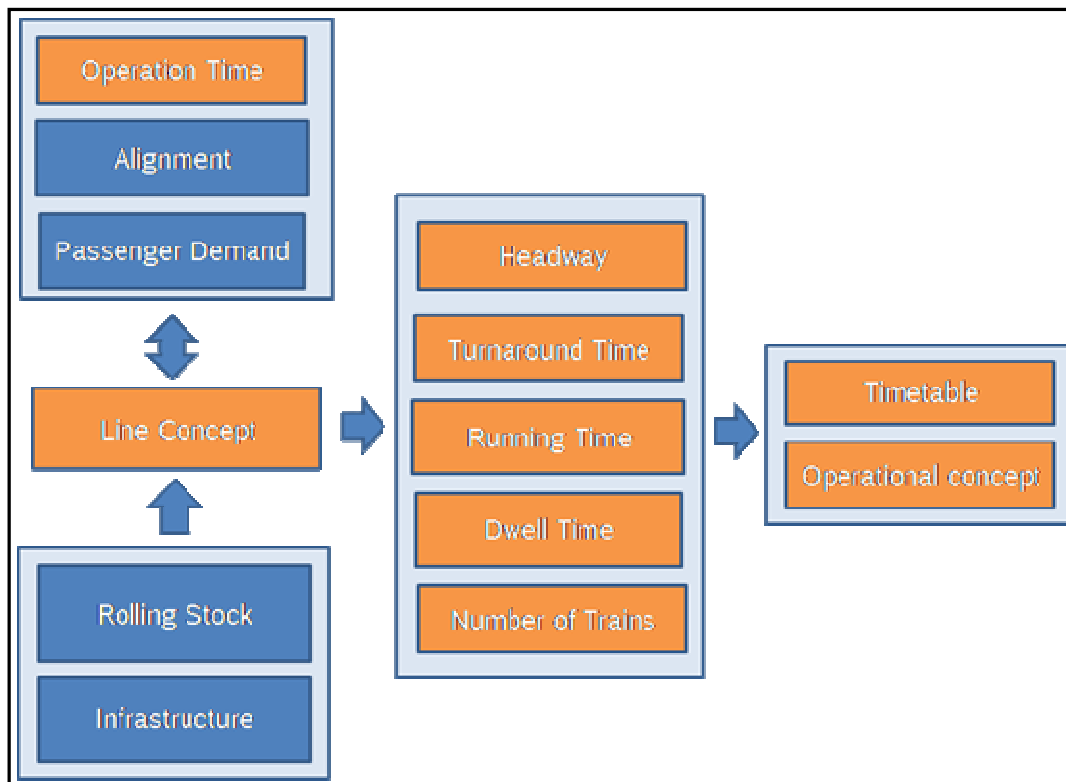 Operation Time
Alignment
Passenger Demand
Line Concept
Rolling Stock
Infrastructure
Headway
Turnaround Time
Running Time
Dwell Time
Number of Trains
Timetable
Operational concept